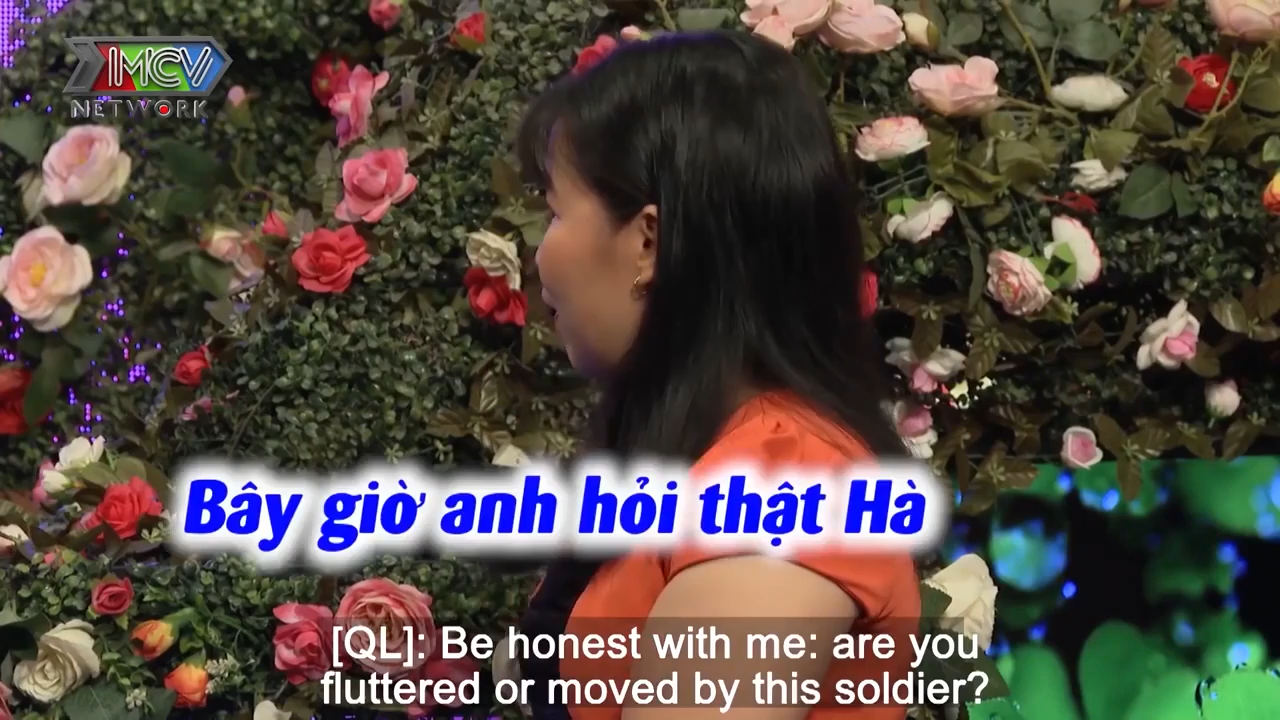 MCV
NETWORK
Bây giờ anh hỏi thật Hà
[QL]: Be honest with me: are you
fluttered or moved by this soldier?